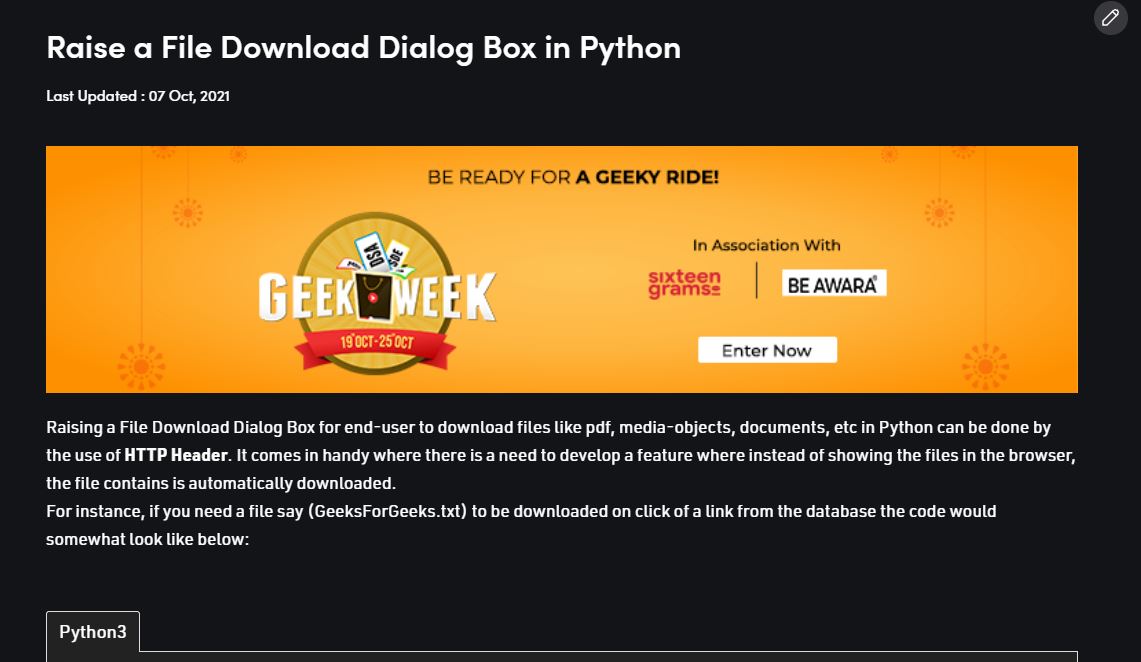 Raise a File Download Dialog Box in Python
Last Updated : 07 Oct, 2021
BE READY FOR A GEEKY RIDE!
DSA
SDE
GEEK WEEK
19th OCT-25th OCT
In Association With
sixteen
grams
BE AWARA
Enter Now
Raising a File Download Dialog Box for end-user to download files like pdf, media-objects, documents, etc in Python can be done by
the use of HTTP Header. It comes in handy where there is a need to develop a feature where instead of showing the files in the browser,
the file contains is automatically downloaded.
For instance, if you need a file say (GeeksForGeeks.txt) to be downloaded on click of a link from the database the code would
somewhat look like below:
Python3